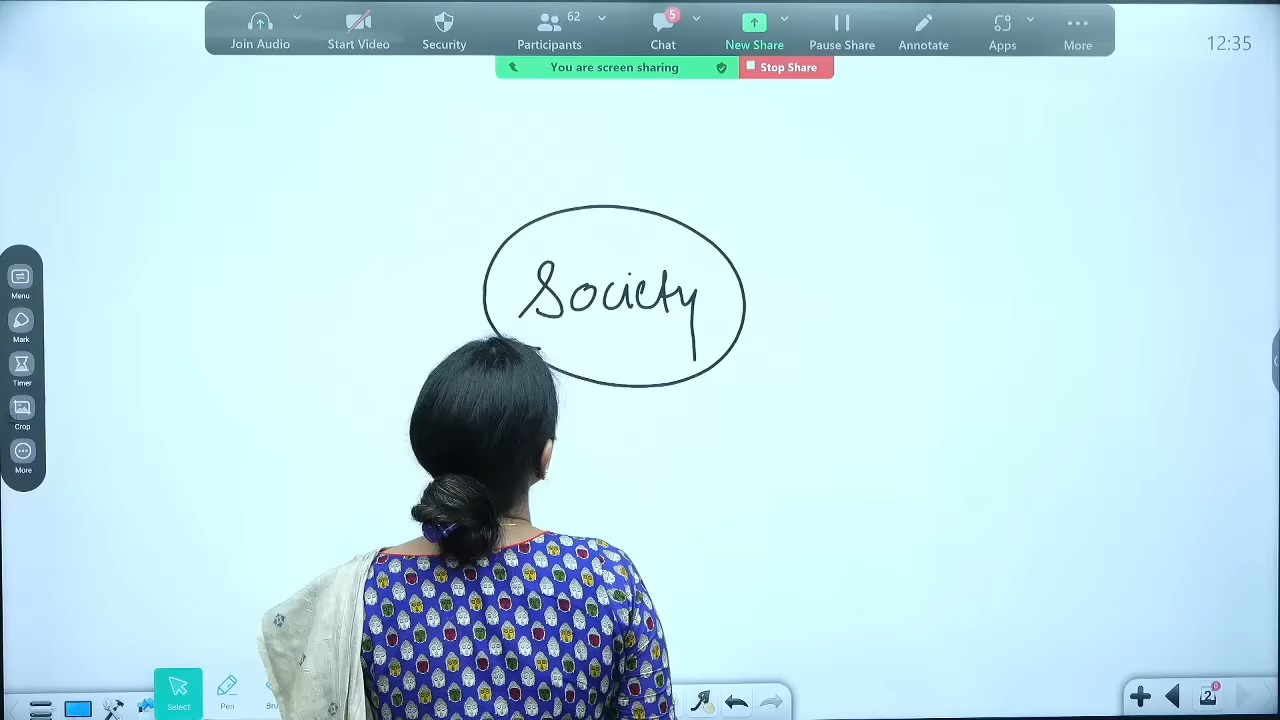 Join Audio
Start Video
Security
Participants
62
Chat
5
New Share
Pause Share
Annotate
Apps
More
12:35
You are screen sharing
Stop Share
Society
Menu
Mark
Timer
Crop
More
Select
Pen
2
0